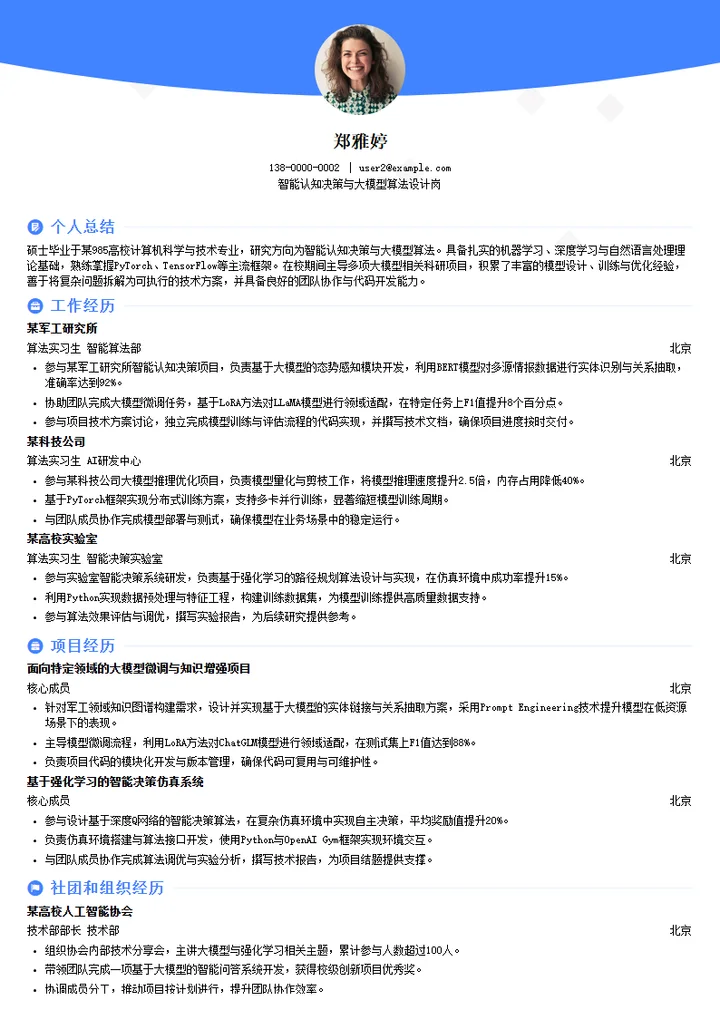 郑雅婷
138-0000-0002 | user2@example.com
智能认知决策与大模型算法设计岗
个人总结
硕士毕业于某985高校计算机科学与技术专业，研究方向为智能认知决策与大模型算法。具备扎实的机器学习、深度学习与自然语言处理理
论基础，熟练掌握PyTorch、TensorFlow等主流框架。在校期间主导多项大模型相关科研项目，积累了丰富的模型设计、训练与优化经验，
善于将复杂问题拆解为可执行的技术方案，并具备良好的团队协作与代码开发能力。
工作经历
某军工研究所
算法实习生 智能算法部 北京
• 参与某军工研究所智能认知决策项目，负责基于大模型的态势感知模块开发，利用BERT模型对多源情报数据进行实体识别与关系抽取，
准确率达到92%。
• 协助团队完成大模型微调任务，基于LoRA方法对LLaMA模型进行领域适配，在特定任务上F1值提升8个百分点。
• 参与项目技术方案讨论，独立完成模型训练与评估流程的代码实现，并撰写技术文档，确保项目进度按时交付。
某科技公司
算法实习生 AI研发中心 北京
• 参与某科技公司大模型推理优化项目，负责模型量化与剪枝工作，将模型推理速度提升2.5倍，内存占用降低40%。
• 基于PyTorch框架实现分布式训练方案，支持多卡并行训练，显著缩短模型训练周期。
• 与团队成员协作完成模型部署与测试，确保模型在业务场景中的稳定运行。
某高校实验室
算法实习生 智能决策实验室 北京
• 参与实验室智能决策系统研发，负责基于强化学习的路径规划算法设计与实现，在仿真环境中成功率提升15%。
• 利用Python实现数据预处理与特征工程，构建训练数据集，为模型训练提供高质量数据支持。
• 参与算法效果评估与调优，撰写实验报告，为后续研究提供参考。
项目经历
面向特定领域的大模型微调与知识增强项目
核心成员 北京
• 针对军工领域知识图谱构建需求，设计并实现基于大模型的实体链接与关系抽取方案，采用Prompt Engineering技术提升模型在低资源
场景下的表现。
• 主导模型微调流程，利用LoRA方法对ChatGLM模型进行领域适配，在测试集上F1值达到88%。
• 负责项目代码的模块化开发与版本管理，确保代码可复用与可维护性。
基于强化学习的智能决策仿真系统
核心成员 北京
• 参与设计基于深度Q网络的智能决策算法，在复杂仿真环境中实现自主决策，平均奖励值提升20%。
• 负责仿真环境搭建与算法接口开发，使用Python与OpenAI Gym框架实现环境交互。
• 与团队成员协作完成算法调优与实验分析，撰写技术报告，为项目结题提供支撑。
社团和组织经历
某高校人工智能协会
技术部部长 技术部 北京
• 组织协会内部技术分享会，主讲大模型与强化学习相关主题，累计参与人数超过100人。
• 带领团队完成一项基于大模型的智能问答系统开发，获得校级创新项目优秀奖。
• 协调成员分工，推动项目按计划进行，提升团队协作效率。